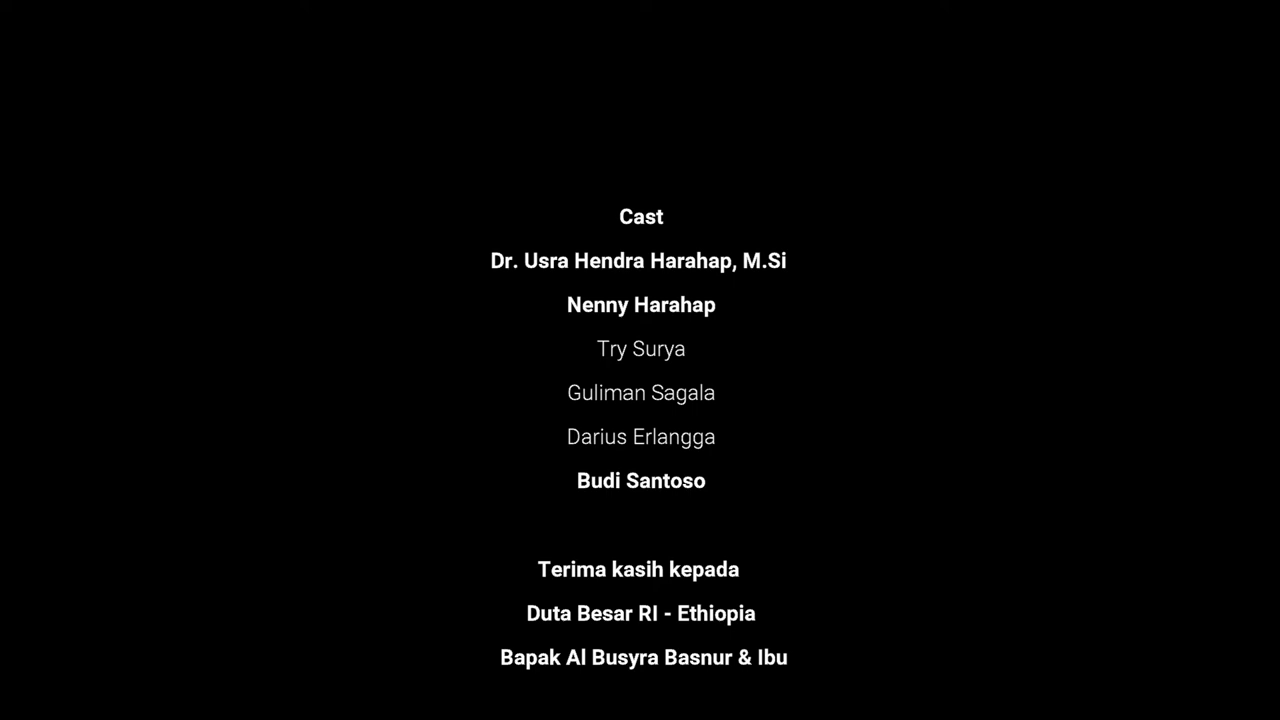 Cast
Dr. Usra Hendra Harahap, M.Si
Nenny Harahap
Try Surya
Guliman Sagala
Darius Erlangga
Budi Santoso
Terima kasih kepada
Duta Besar RI - Ethiopia
Bapak Al Busyra Basnur & Ibu